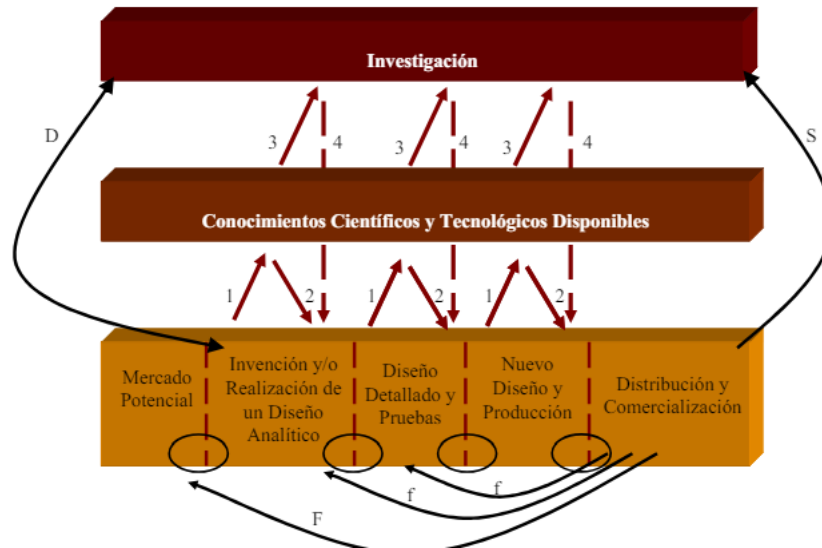 Investigación
D
S
3
4
3
4
3
4
Conocimientos Científicos y Tecnológicos Disponibles
1
2
1
2
1
2
Mercado
Potencial
Invención y/o
Realización de
un Diseño
Analítico
Diseño
Detallado y
Pruebas
Nuevo
Diseño y
Producción
Distribución y
Comercialización
f
f
F